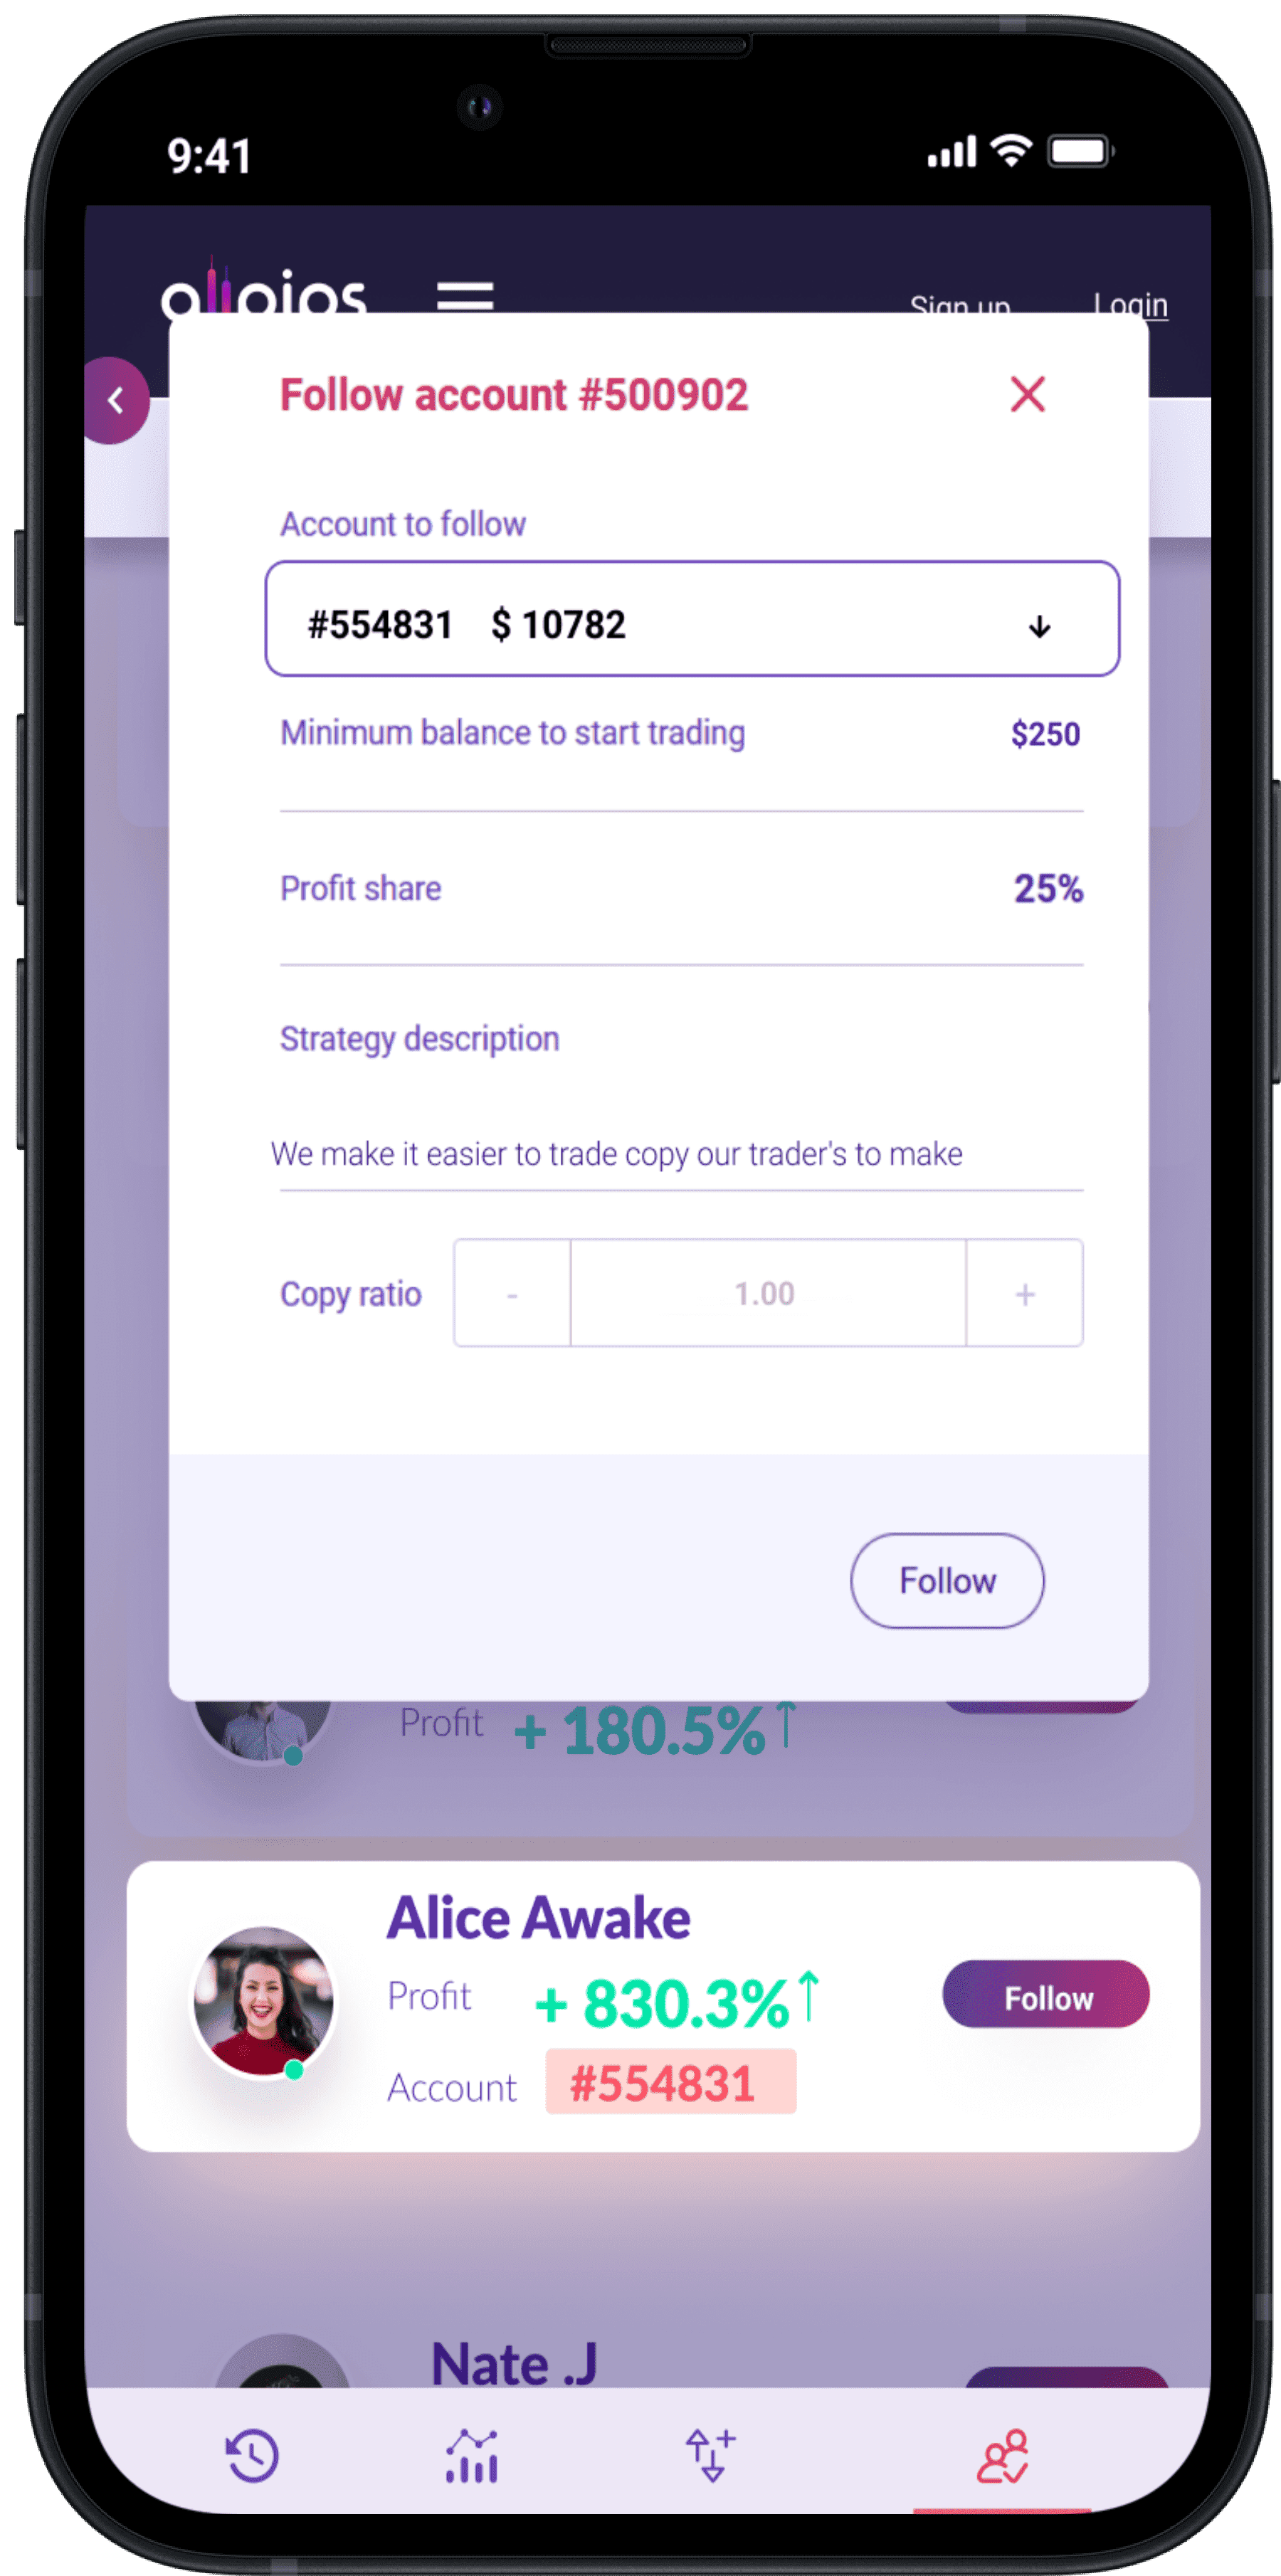 9:41
alloios
Sign up
Login
Follow account #500902
Account to follow
#554831 $ 10782
Minimum balance to start trading $250
Profit share 25%
Strategy description
We make it easier to trade copy our trader's to make
Copy ratio - 1.00 +
Follow
Profit + 180.5%
Alice Awake
Profit + 830.3%
Follow
Account #554831
Nate .J